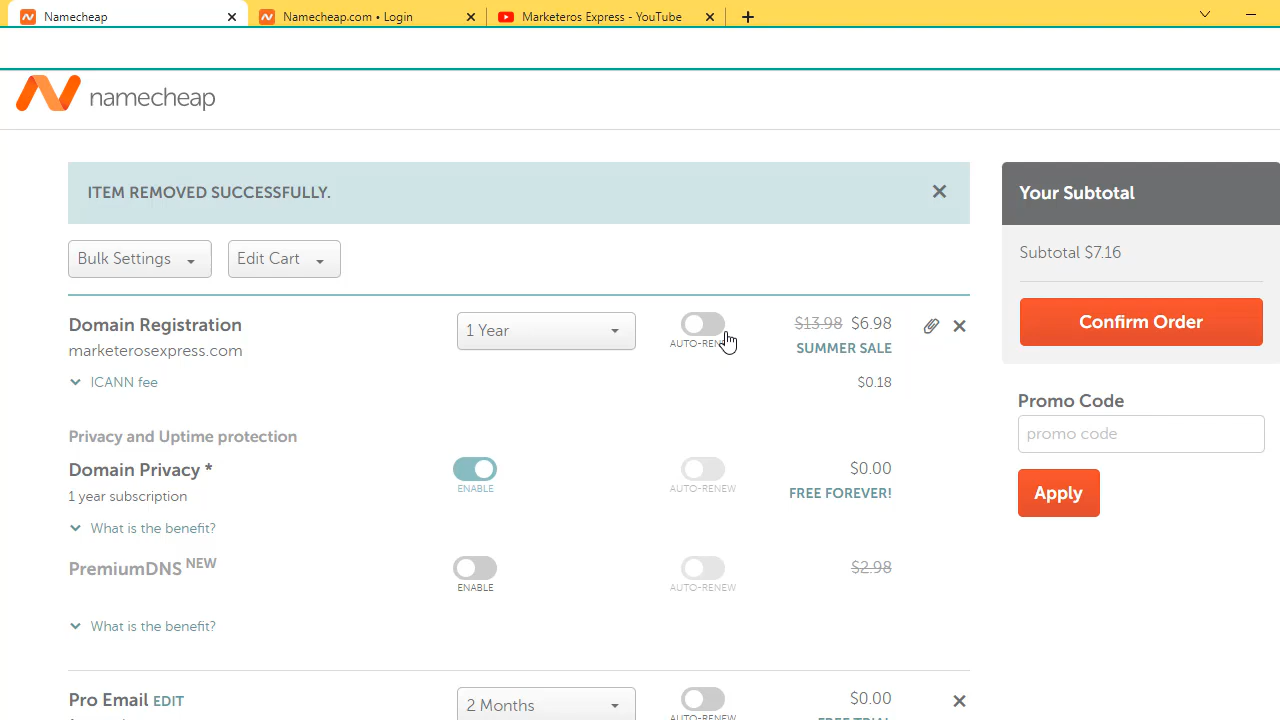 Namecheap
Namecheap.com • Login
Marketeros Express - YouTube
namecheap
ITEM REMOVED SUCCESSFULLY.
Bulk Settings
Edit Cart
Your Subtotal
Subtotal $7.16
Confirm Order
Domain Registration
1 Year
$13.98 $6.98
marketerosexpress.com
SUMMER SALE
ICANN fee
$0.18
Promo Code
promo code
Apply
Privacy and Uptime protection
Domain Privacy *
ENABLE
AUTO-RENEW
$0.00
1 year subscription
FREE FOREVER!
What is the benefit?
PremiumDNS NEW
ENABLE
AUTO-RENEW
$2.98
What is the benefit?
Pro Email EDIT
2 Months
$0.00